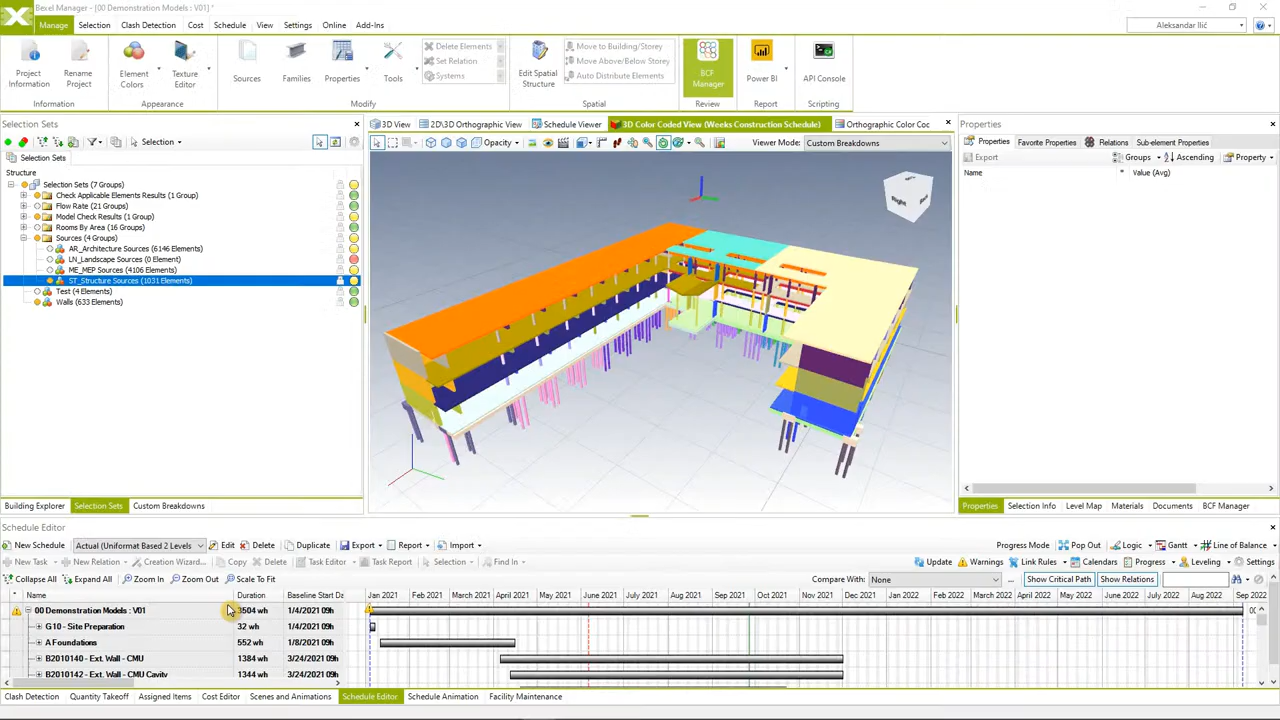 Bexel Manager - [00 Demonstration Models : V01] *
Manage Selection Clash Detection Cost Schedule View Settings Online Add-Ins
Aleksandar Ilić
Project Information
Rename Project
Information
Element Colors
Texture Editor
Appearance
Sources
Families
Properties
Tools
Delete Elements
Set Relation
Systems
Modify
Edit Spatial Structure
Move to Building/Storey
Move Above/Below Storey
Auto Distribute Elements
Spatial
BCF Manager
Review
Power BI
Report
API Console
Scripting
Selection Sets
Selection
Selection Sets
Structure
Selection Sets (7 Groups)
Check Applicable Elements Results (1 Group)
Flow Rate (21 Groups)
Model Check Results (1 Group)
Rooms By Area (16 Groups)
Sources (4 Groups)
AR_Architecture Sources (6146 Elements)
LN_Landscape Sources (0 Element)
ME_MEP Sources (4106 Elements)
ST_Structure Sources (1031 Elements)
Test (4 Elements)
Walls (633 Elements)
Building Explorer Selection Sets Custom Breakdowns
3D View 2D\3D Orthographic View Schedule Viewer 3D Color Coded View (Weeks Construction Schedule) Orthographic Color Coc
Opacity Viewer Mode: Custom Breakdowns
Right
Properties
Properties Favorite Properties Relations Sub-element Properties
Export Groups Ascending Property
Name Value (Avg)
Properties Selection Info Level Map Materials Documents BCF Manager
Schedule Editor
New Schedule Actual (Uniformat Based 2 Levels Edit Delete Duplicate Export Report Import Progress Mode Pop Out Logic Gantt Line of Balance
New Task New Relation Creation Wizard... Copy Delete Task Editor Task Report Selection Find In Update Warnings Link Rules Calendars Progress Leveling Settings
Collapse All Expand All Zoom In Zoom Out Scale To Fit Compare With: None ... Show Critical Path Show Relations
Name Duration Baseline Start Da Jan 2021 Feb 2021 March 2021 April 2021 May 2021 June 2021 July 2021 Aug 2021 Sep 2021 Oct 2021 Nov 2021 Dec 2021 Jan 2022 Feb 2022 March 2022 April 2022 May 2022 June 2022 July 2022 Aug 2022 Sep 2022
00 Demonstration Models : V01 3504 wh 1/4/2021 09h
G10 - Site Preparation 32 wh 1/4/2021 09h
A Foundations 552 wh 1/8/2021 09h
B2010140 - Ext. Wall - CMU 1384 wh 3/24/2021 09h
B2010142 - Ext. Wall - CMU Cavity 1344 wh 3/31/2021 09h
Clash Detection Quantity Takeoff Assigned Items Cost Editor Scenes and Animations Schedule Editor Schedule Animation Facility Maintenance